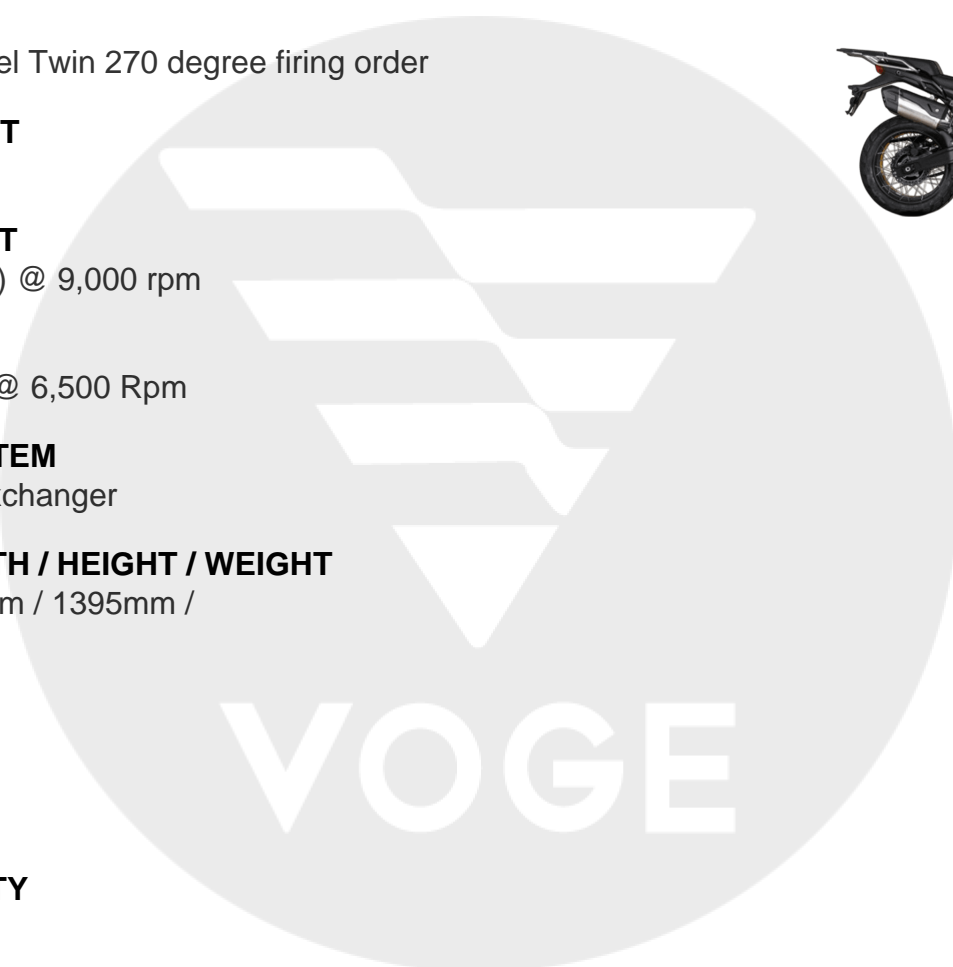 el Twin 270 degree firing order
T
T
) @ 9,000 rpm
@ 6,500 Rpm
TEM
xchanger
TH / HEIGHT / WEIGHT
m / 1395mm /
VOGE
TY